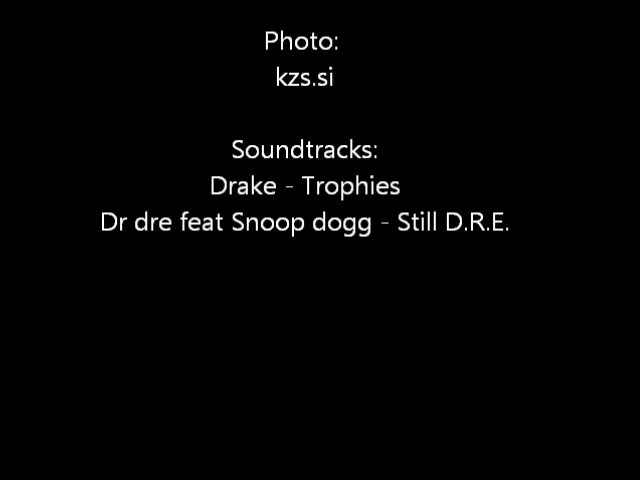 Photo:
kzs.si
Soundtracks:
Drake - Trophies
Dr dre feat Snoop dogg - Still D.R.E.